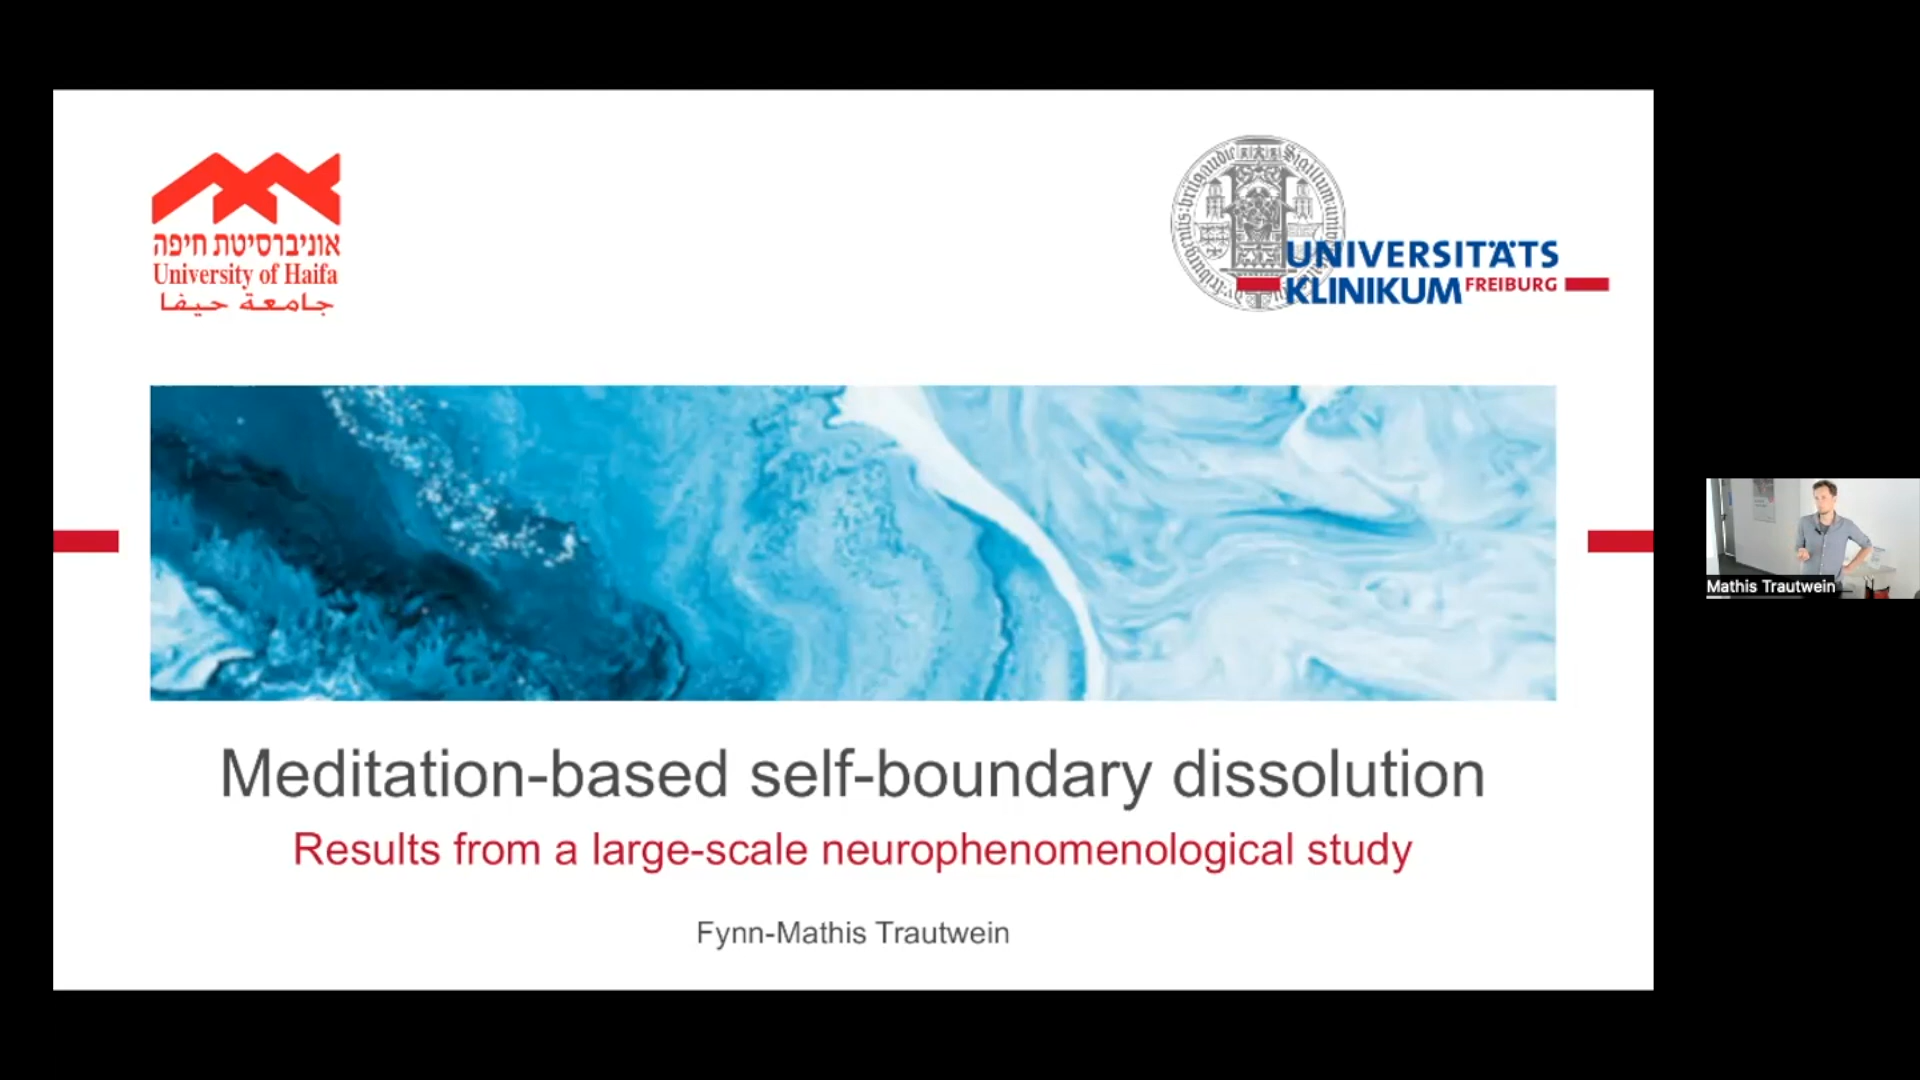 אוניברסיטת חיפה
University of Haifa
جامعة حيفا
UNIVERSITÄTS
KLINIKUM FREIBURG
Meditation-based self-boundary dissolution
Results from a large-scale neurophenomenological study
Fynn-Mathis Trautwein
Mathis Trautwein